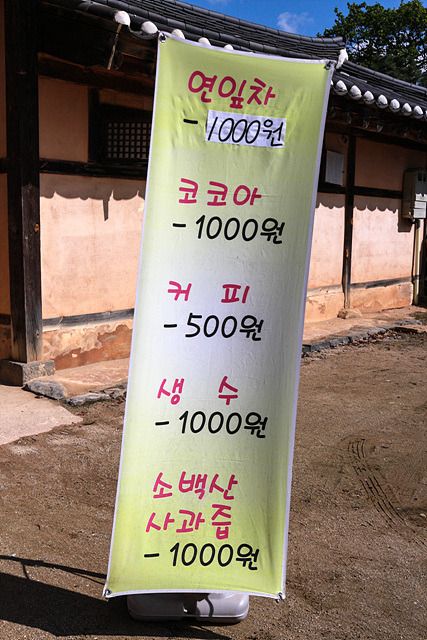 연잎차
- 1000원
코코아
- 1000원
커 피
- 500원
생 수
- 1000원
소백산
사과즙
- 1000원